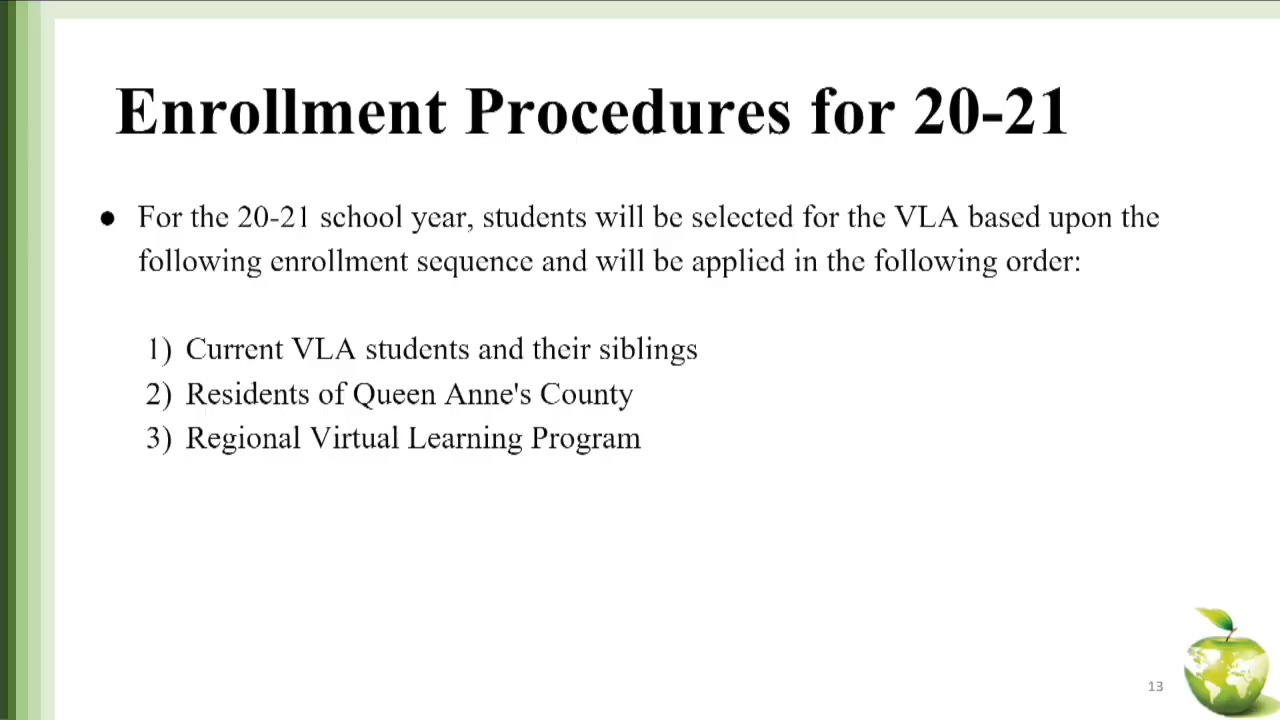 Enrollment Procedures for 20-21
● For the 20-21 school year, students will be selected for the VLA based upon the
following enrollment sequence and will be applied in the following order:
1) Current VLA students and their siblings
2) Residents of Queen Anne's County
3) Regional Virtual Learning Program
13